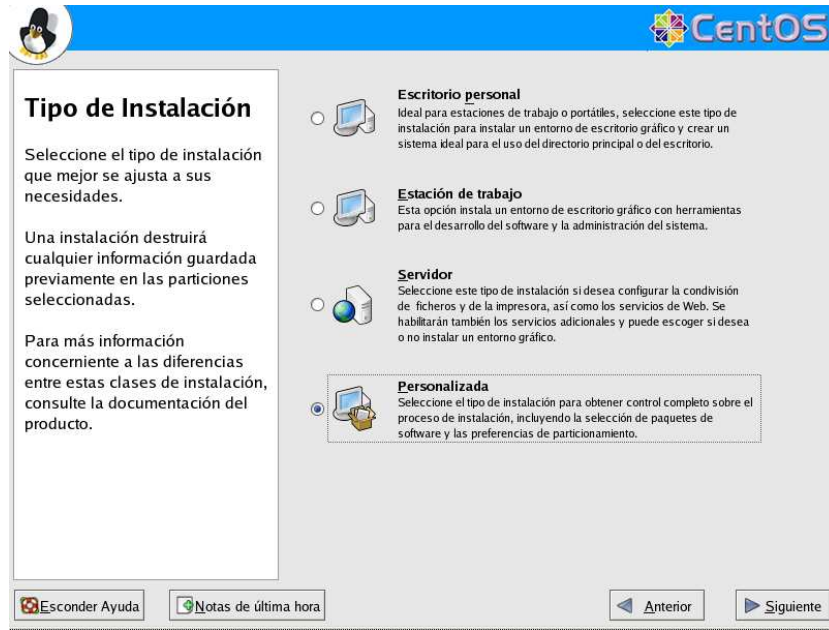 CentOS
Tipo de Instalación
Seleccione el tipo de instalación
que mejor se ajusta a sus
necesidades.
Una instalación destruirá
cualquier información guardada
previamente en las particiones
seleccionadas.
Para más información
concerniente a las diferencias
entre estas clases de instalación,
consulte la documentación del
producto.
Escritorio personal
Ideal para estaciones de trabajo o portátiles, seleccione este tipo de
instalación para instalar un entorno de escritorio gráfico y crear un
sistema ideal para el uso del directorio principal o del escritorio.
Estación de trabajo
Esta opción instala un entorno de escritorio gráfico con herramientas
para el desarrollo del software y la administración del sistema.
Servidor
Seleccione este tipo de instalación si desea configurar la condivisión
de ficheros y de la impresora, así como los servicios de Web. Se
habilitarán también los servicios adicionales y puede escoger si desea
o no instalar un entorno gráfico.
Personalizada
Seleccione el tipo de instalación para obtener control completo sobre el
proceso de instalación, incluyendo la selección de paquetes de
software y las preferencias de particionamiento.
Esconder Ayuda
Notas de última hora
Anterior
Siguiente